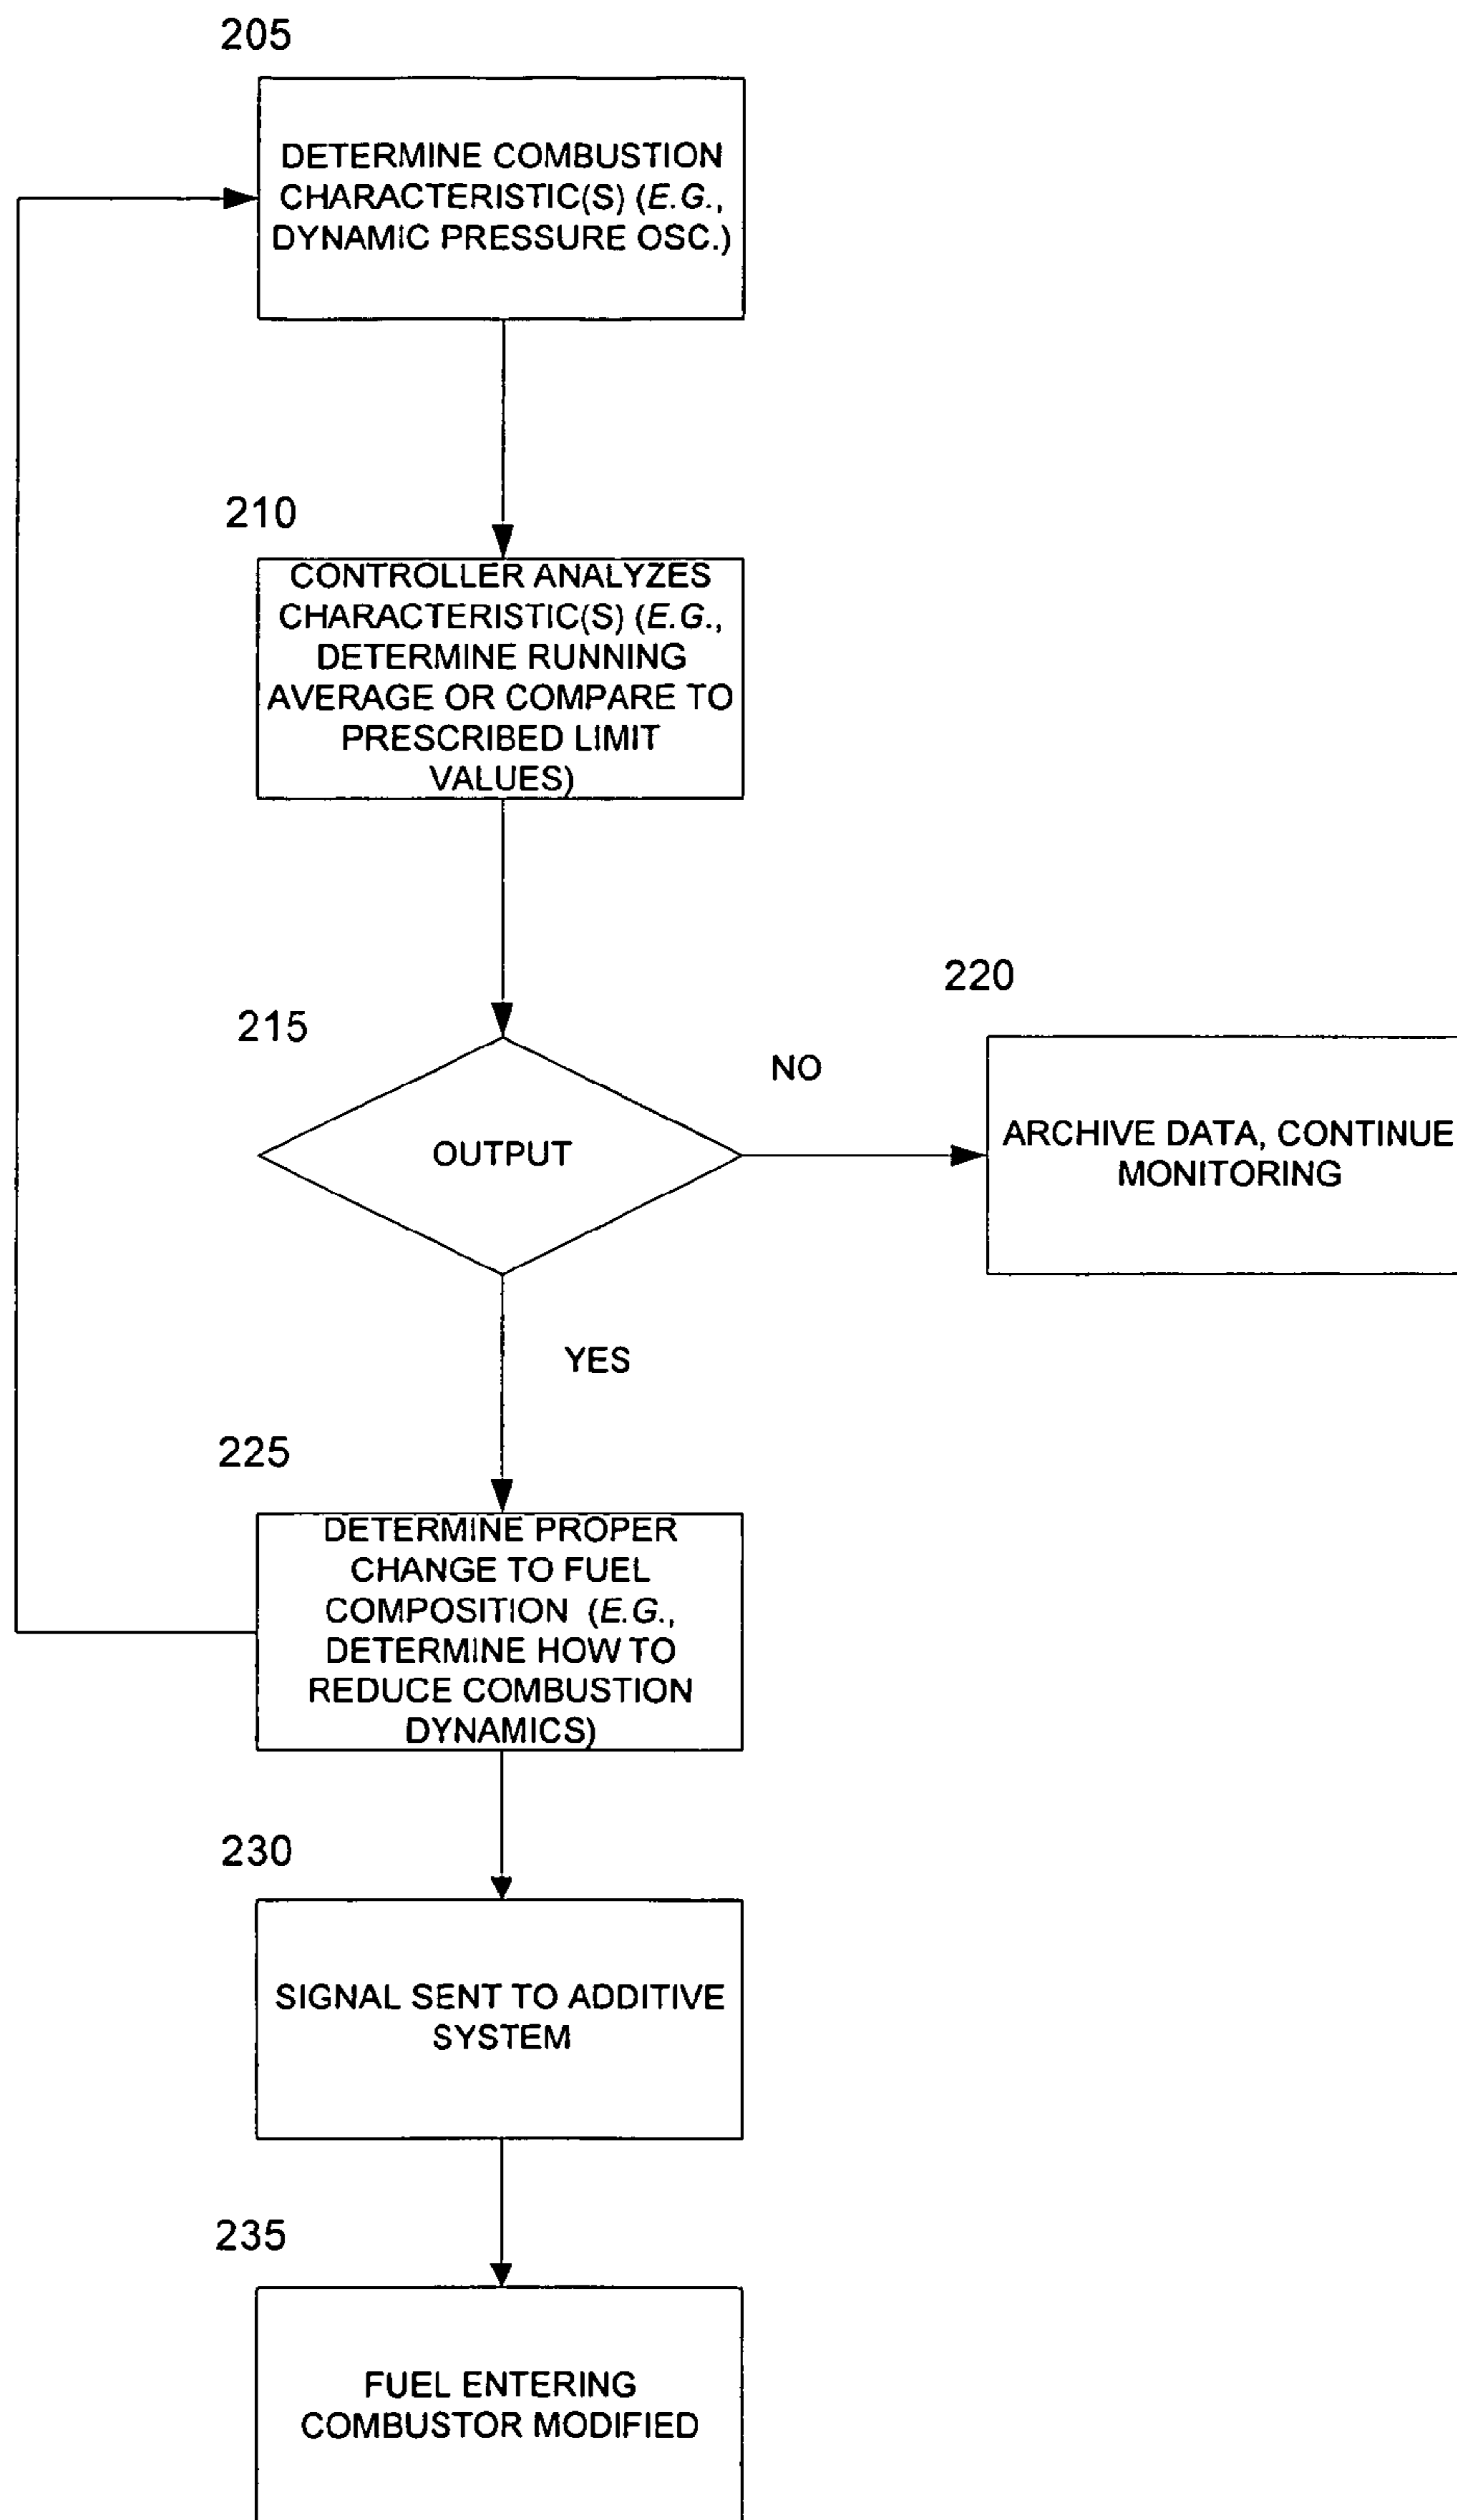 205
DETERMINE COMBUSTION
CHARACTERISTIC(S) (E.G.,
DYNAMIC PRESSURE OSC.)
210
CONTROLLER ANALYZES
CHARACTERISTIC(S) (E.G.,
DETERMINE RUNNING
AVERAGE OR COMPARE TO
PRESCRIBED LIMIT
VALUES)
215
OUTPUT
NO
220
ARCHIVE DATA, CONTINUE
MONITORING
YES
225
DETERMINE PROPER
CHANGE TO FUEL
COMPOSITION (E.G.,
DETERMINE HOW TO
REDUCE COMBUSTION
DYNAMICS)
230
SIGNAL SENT TO ADDITIVE
SYSTEM
235
FUEL ENTERING
COMBUSTOR MODIFIED